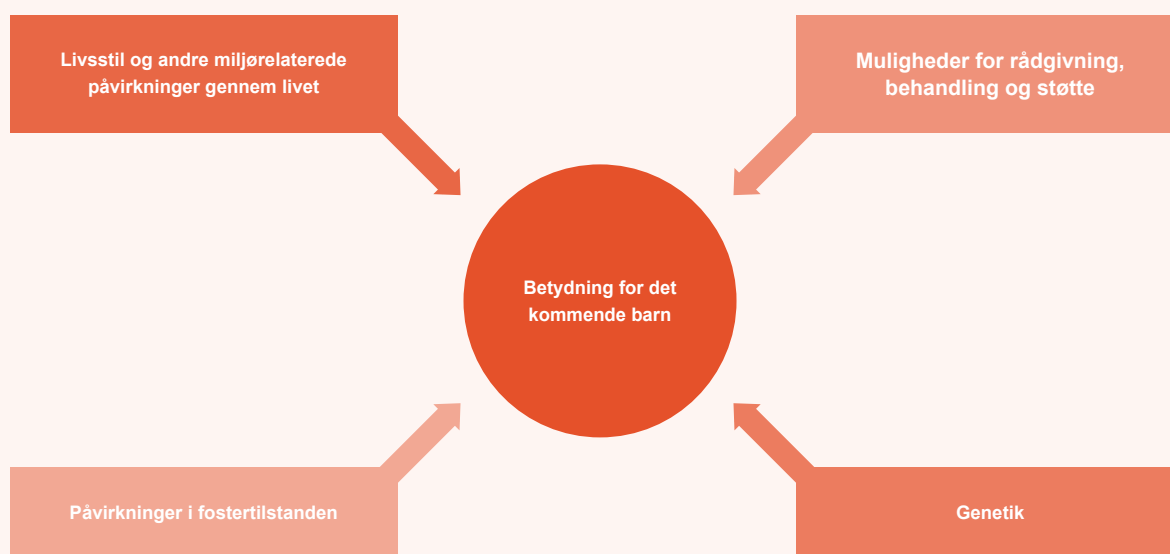 Livsstil og andre miljørelaterede
påvirkninger gennem livet
Muligheder for rådgivning,
behandling og støtte
Betydning for det
kommende barn
Påvirkninger i fostertilstanden
Genetik